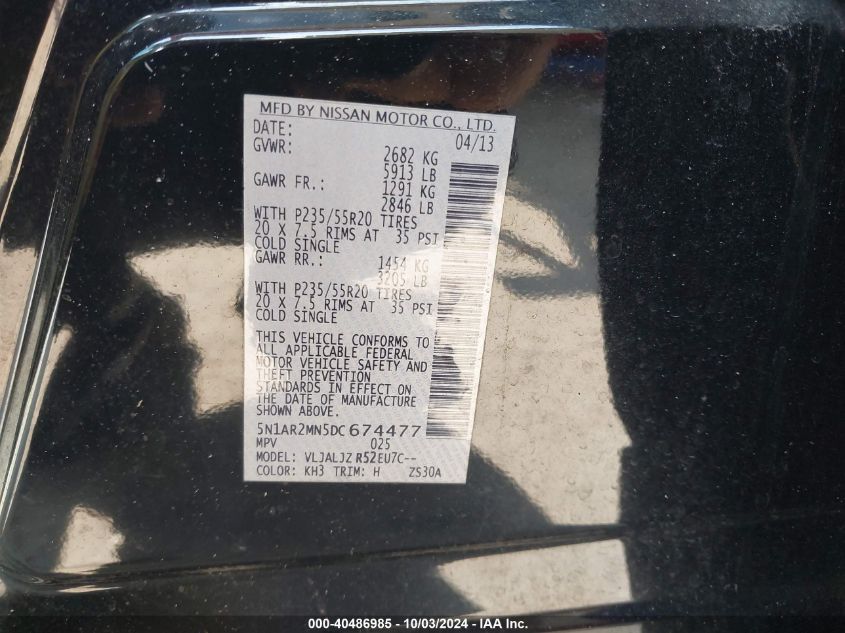 MFD BY NISSAN MOTOR CO., LTD.
DATE: 04/13
GVWR: 2682 KG
5913 LB
GAWR FR.: 1291 KG
2846 LB
WITH P235/55R20 TIRES
20 X 7.5 RIMS AT 35 PSI
COLD SINGLE
GAWR RR.: 1454 KG
3205 LB
WITH P235/55R20 TIRES
20 X 7.5 RIMS AT 35 PSI
COLD SINGLE
THIS VEHICLE CONFORMS TO
ALL APPLICABLE FEDERAL
MOTOR VEHICLE SAFETY AND
THEFT PREVENTION
STANDARDS IN EFFECT ON
THE DATE OF MANUFACTURE
SHOWN ABOVE.
5N1AR2MN5DC674477
MPV 025
MODEL: VLJALJZ R52EU7C--
COLOR: KH3 TRIM: H ZS30A
000-40486985 - 10/03/2024 - IAA Inc.